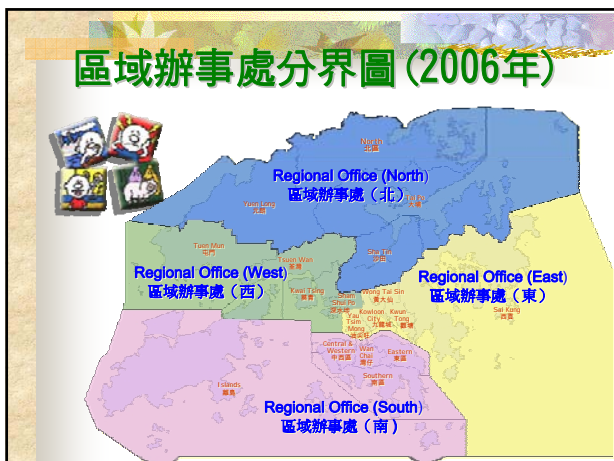 區域辦事處分界圖(2006年)
North
北區
Regional Office (North)
區域辦事處（北）
Yuen Long
元朗
Tai Po
大埔
Tuen Mun
屯門
Tsuen Wan
荃灣
Sha Tin
沙田
Regional Office (West)
區域辦事處（西）
Regional Office (East)
區域辦事處（東）
Kwai Tsing
葵青
Sham
Shui Po
深水埗
Wong Tai Sin
黃大仙
Kowloon
City
九龍城
Kwun
Tong
觀塘
Sai Kung
西貢
Yau
Tsim
Mong
油尖旺
Central &
Western
中西區
Wan
Chai
灣仔
Eastern
東區
Southern
南區
Islands
離島
Regional Office (South)
區域辦事處（南）